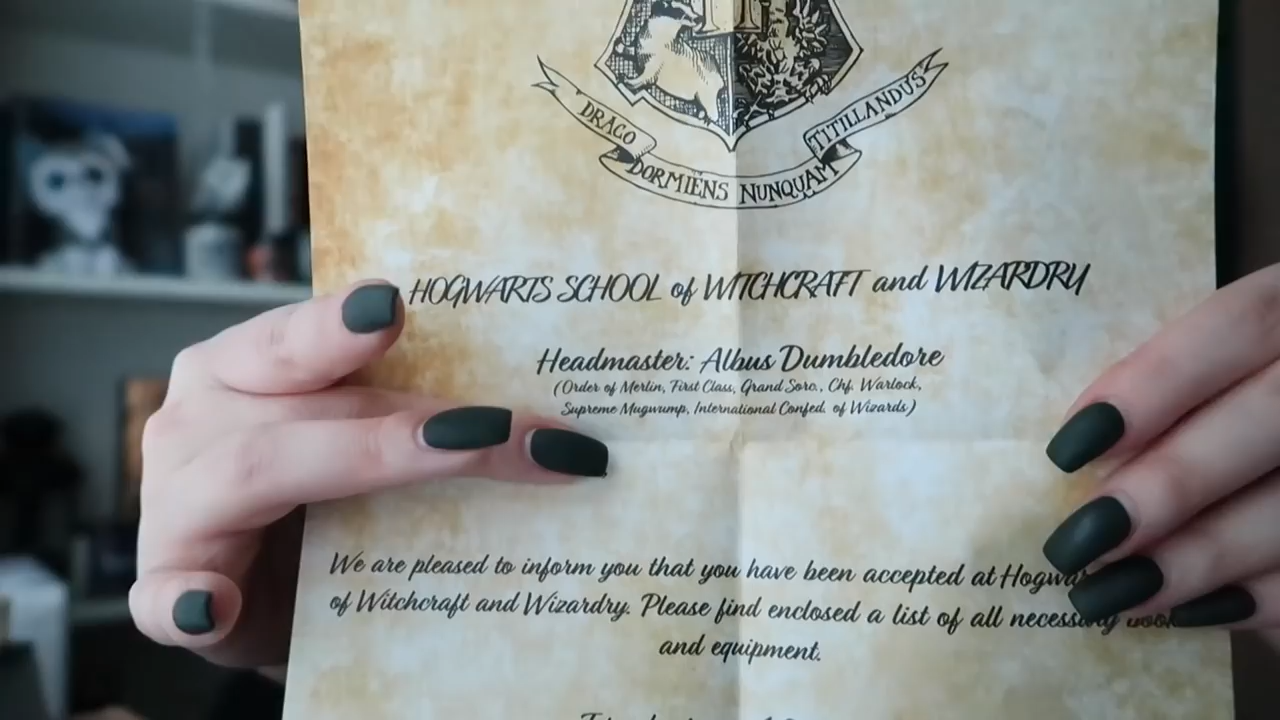 DRACO DORMIENS NUNQUAM TITILLANDUS
HOGWARTS SCHOOL of WITCHCRAFT and WIZARDRY
Headmaster: Albus Dumbledore
(Order of Merlin, First Class, Grand Sorc., Chf. Warlock,
Supreme Mugwump, International Confed. of Wizards)
We are pleased to inform you that you have been accepted at
of Witchcraft and Wizardry. Please find enclosed a list of all necessary
and equipment.